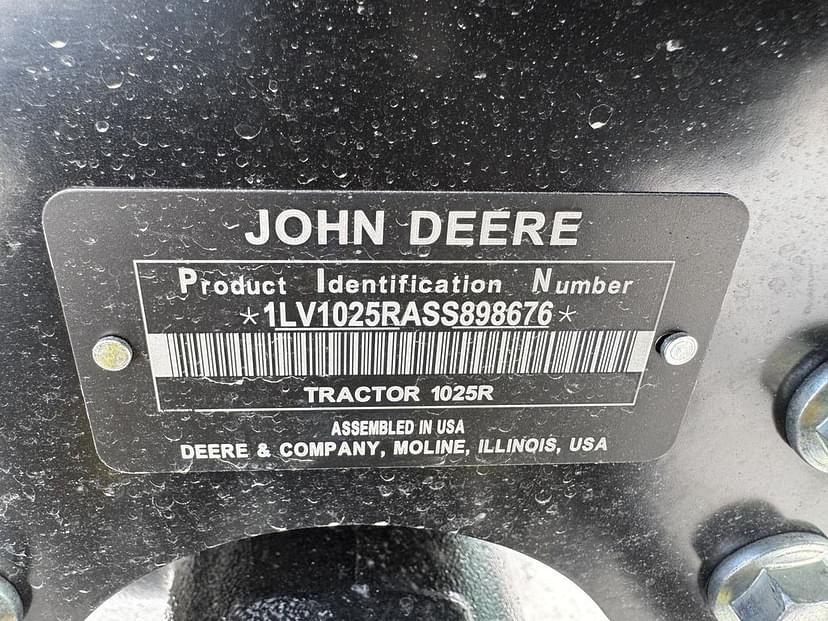 JOHN DEERE
Product Identification Number
*1LV1025RASS898676*
TRACTOR 1025R
ASSEMBLED IN USA
DEERE & COMPANY, MOLINE, ILLINOIS, USA